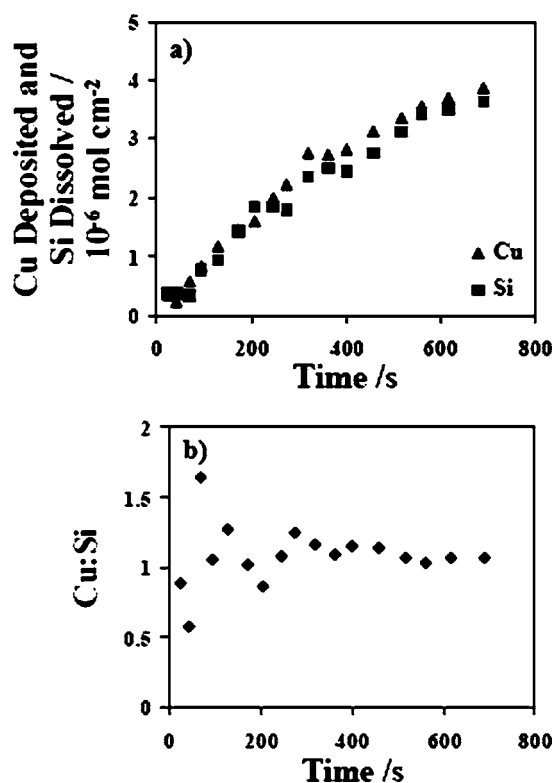 a)
Cu Deposited and
Si Dissolved /
10⁻⁶ mol cm⁻²
5
4
3
2
1
0
Cu
Si
0 200 400 600 800
Time /s
b)
Cu:Si
2
1.5
1
0.5
0
0 200 400 600 800
Time /s